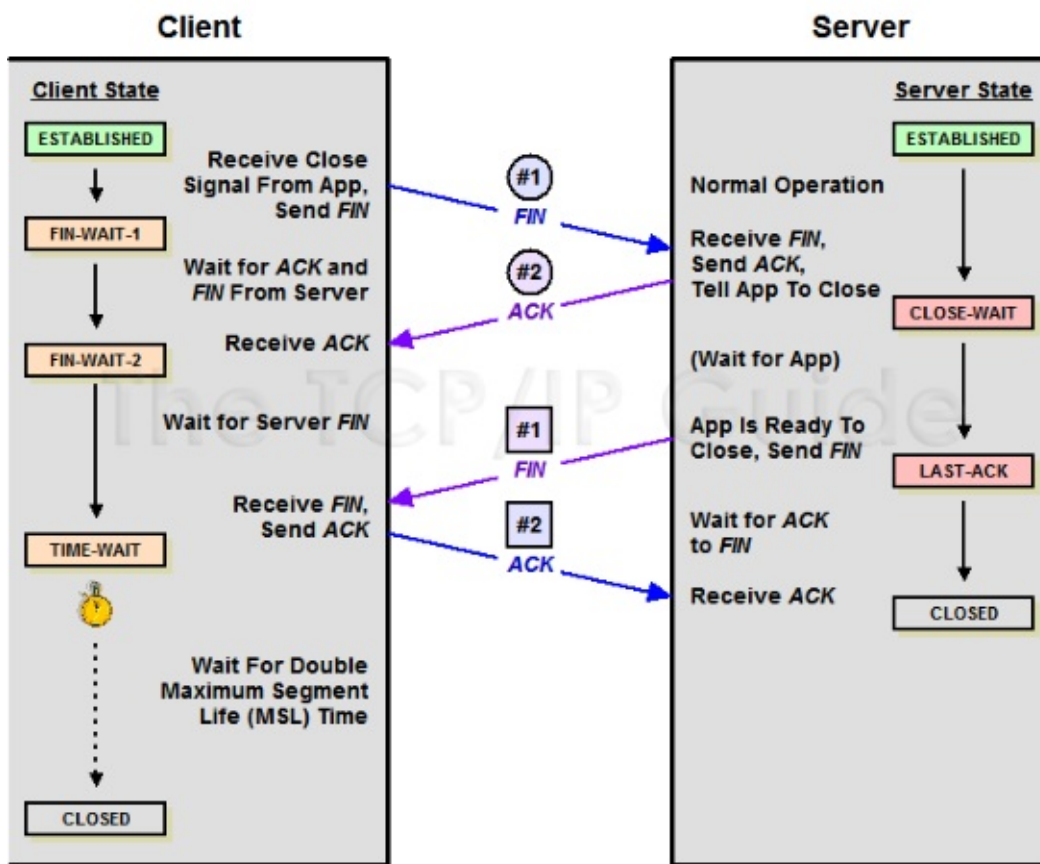 Client
Server
Client State
ESTABLISHED
Receive Close
Signal From App,
Send FIN
FIN-WAIT-1
Wait for ACK and
FIN From Server
Receive ACK
FIN-WAIT-2
Wait for Server FIN
Receive FIN,
Send ACK
TIME-WAIT
Wait For Double
Maximum Segment
Life (MSL) Time
CLOSED
#1
FIN
#2
ACK
#1
FIN
#2
ACK
Server State
ESTABLISHED
Normal Operation
Receive FIN,
Send ACK,
Tell App To Close
CLOSE-WAIT
(Wait for App)
App Is Ready To
Close, Send FIN
LAST-ACK
Wait for ACK
to FIN
Receive ACK
CLOSED
The TCP/IP Guide